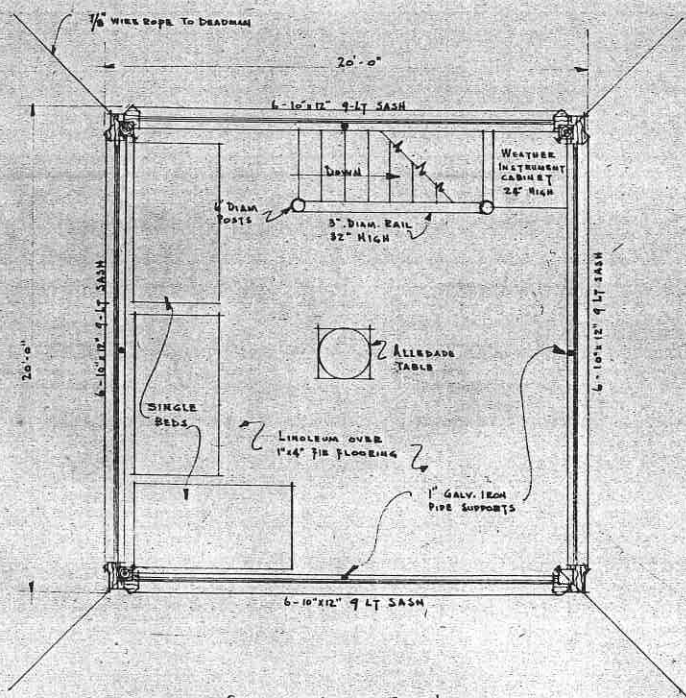 7/8" WIRE ROPE TO DEADMAN
20'-0"
6-10"x12" 9-LT SASH
DOWN
WEATHER
INSTRUMENT
CABINET
24" HIGH
6" DIAM
POSTS
3" DIAM. RAIL
32" HIGH
6-10"x12" 9-LT SASH
20'-0"
6-10"x12" 9 LT SASH
ALLEDADE
TABLE
SINGLE
BEDS
LINOLEUM OVER
1"x4" FIR FLOORING
1" GALV. IRON
PIPE SUPPORTS
6-10"x12" 9 LT SASH